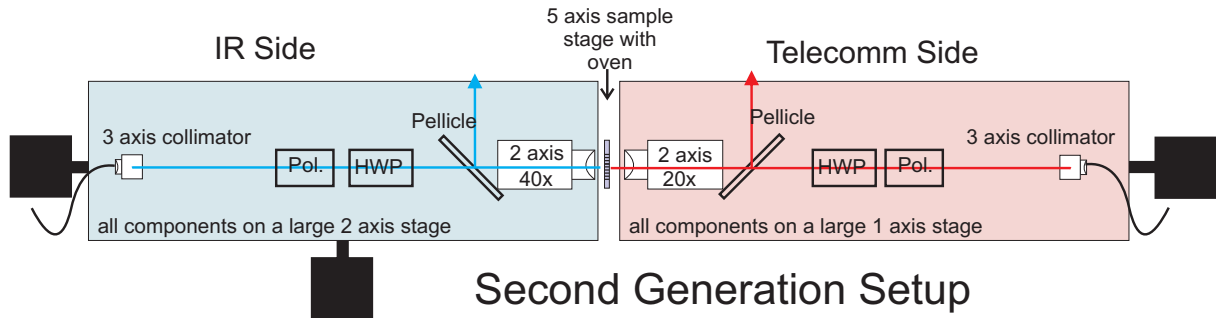 IR Side
5 axis sample
stage with
oven
Telecomm Side
3 axis collimator
Pellicle
Pol.
HWP
2 axis
40x
all components on a large 2 axis stage
2 axis
20x
Pellicle
HWP
Pol.
3 axis collimator
all components on a large 1 axis stage
Second Generation Setup